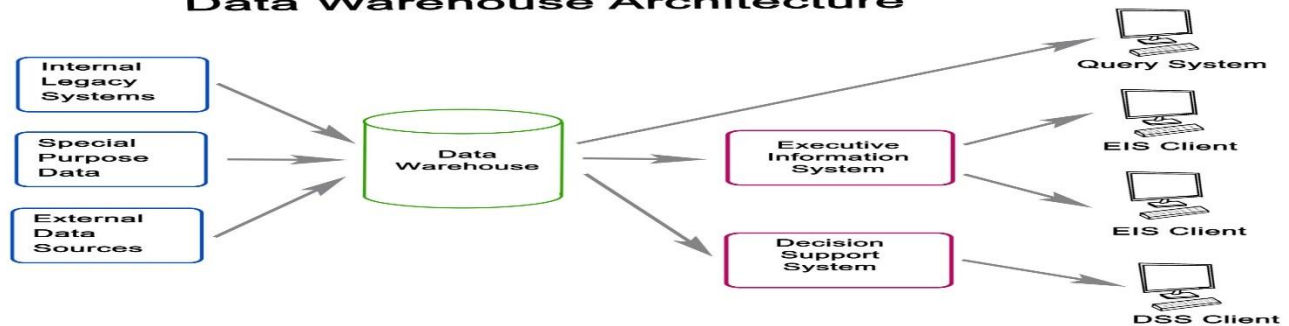 Data Warehouse Architecture
Internal
Legacy
Systems
Special
Purpose
Data
External
Data
Sources
Data
Warehouse
Executive
Information
System
Decision
Support
System
Query System
EIS Client
EIS Client
DSS Client